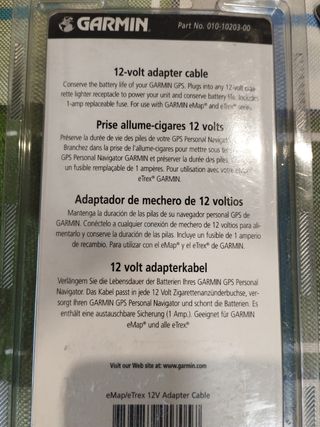 GARMIN
Part No. 010-10203-00
12-volt adapter cable
Conserve the battery life of your GARMIN GPS. Plugs into any 12-volt ciga-
rette lighter receptacle to power your unit and conserve battery life. Includes
1-amp replaceable fuse. For use with GARMIN eMap® and eTrex® series.
Prise allume-cigares 12 volts
Préserve la durée de vie des piles de votre GPS Personal Navigator
Branchez dans la prise de l'allume-cigares pour mettre sous
GPS Personal Navigator GARMIN et préserver la durée des piles.
un fusible remplaçable de 1 ampères. Pour utilisation avec votre eMap®
eTrex® GARMIN.
Adaptador de mechero de 12 voltios
Mantenga la duración de las pilas de su navegador personal GPS de
GARMIN. Conéctelo a cualquier conexión de mechero de 12 voltios para ali-
mentarlo y conserve la duración de las pilas. Incluye un fusible de 1 amperio
de recambio. Para utilizar con el eMap® y el eTrex® de GARMIN.
12 volt adapterkabel
Verlängern Sie die Lebensdauer der Batterien Ihres GARMIN GPS Personal
Navigator. Das Kabel passt in jede 12 Volt Zigarettenanzünderbuchse, ver-
sorgt Ihren GARMIN GPS Personal Navigator und schont die Batterien. Es
enthält eine austauschbare Sicherung (1 Amp.). Geeignet für GARMIN
eMap® und alle eTrex®.
Visit our Web site at: www.garmin.com
eMap/eTrex 12V Adapter Cable